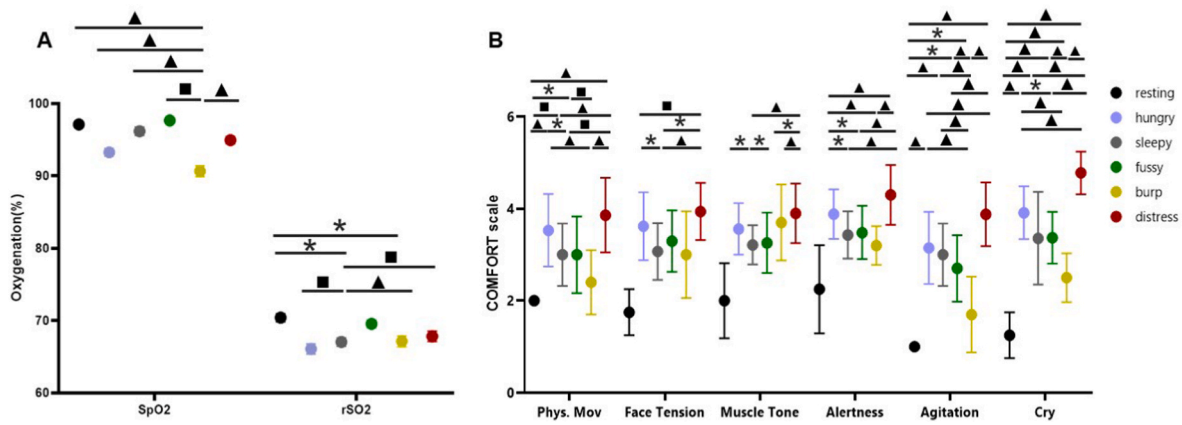 A
Oxygenation(%)
100
90
80
70
60
SpO2
rSO2
*
*
B
COMFORT scale
6
4
2
0
* * * * * * * * * * * * *
Phys. Mov
Face Tension
Muscle Tone
Alertness
Agitation
Cry
resting
hungry
sleepy
fussy
burp
distress